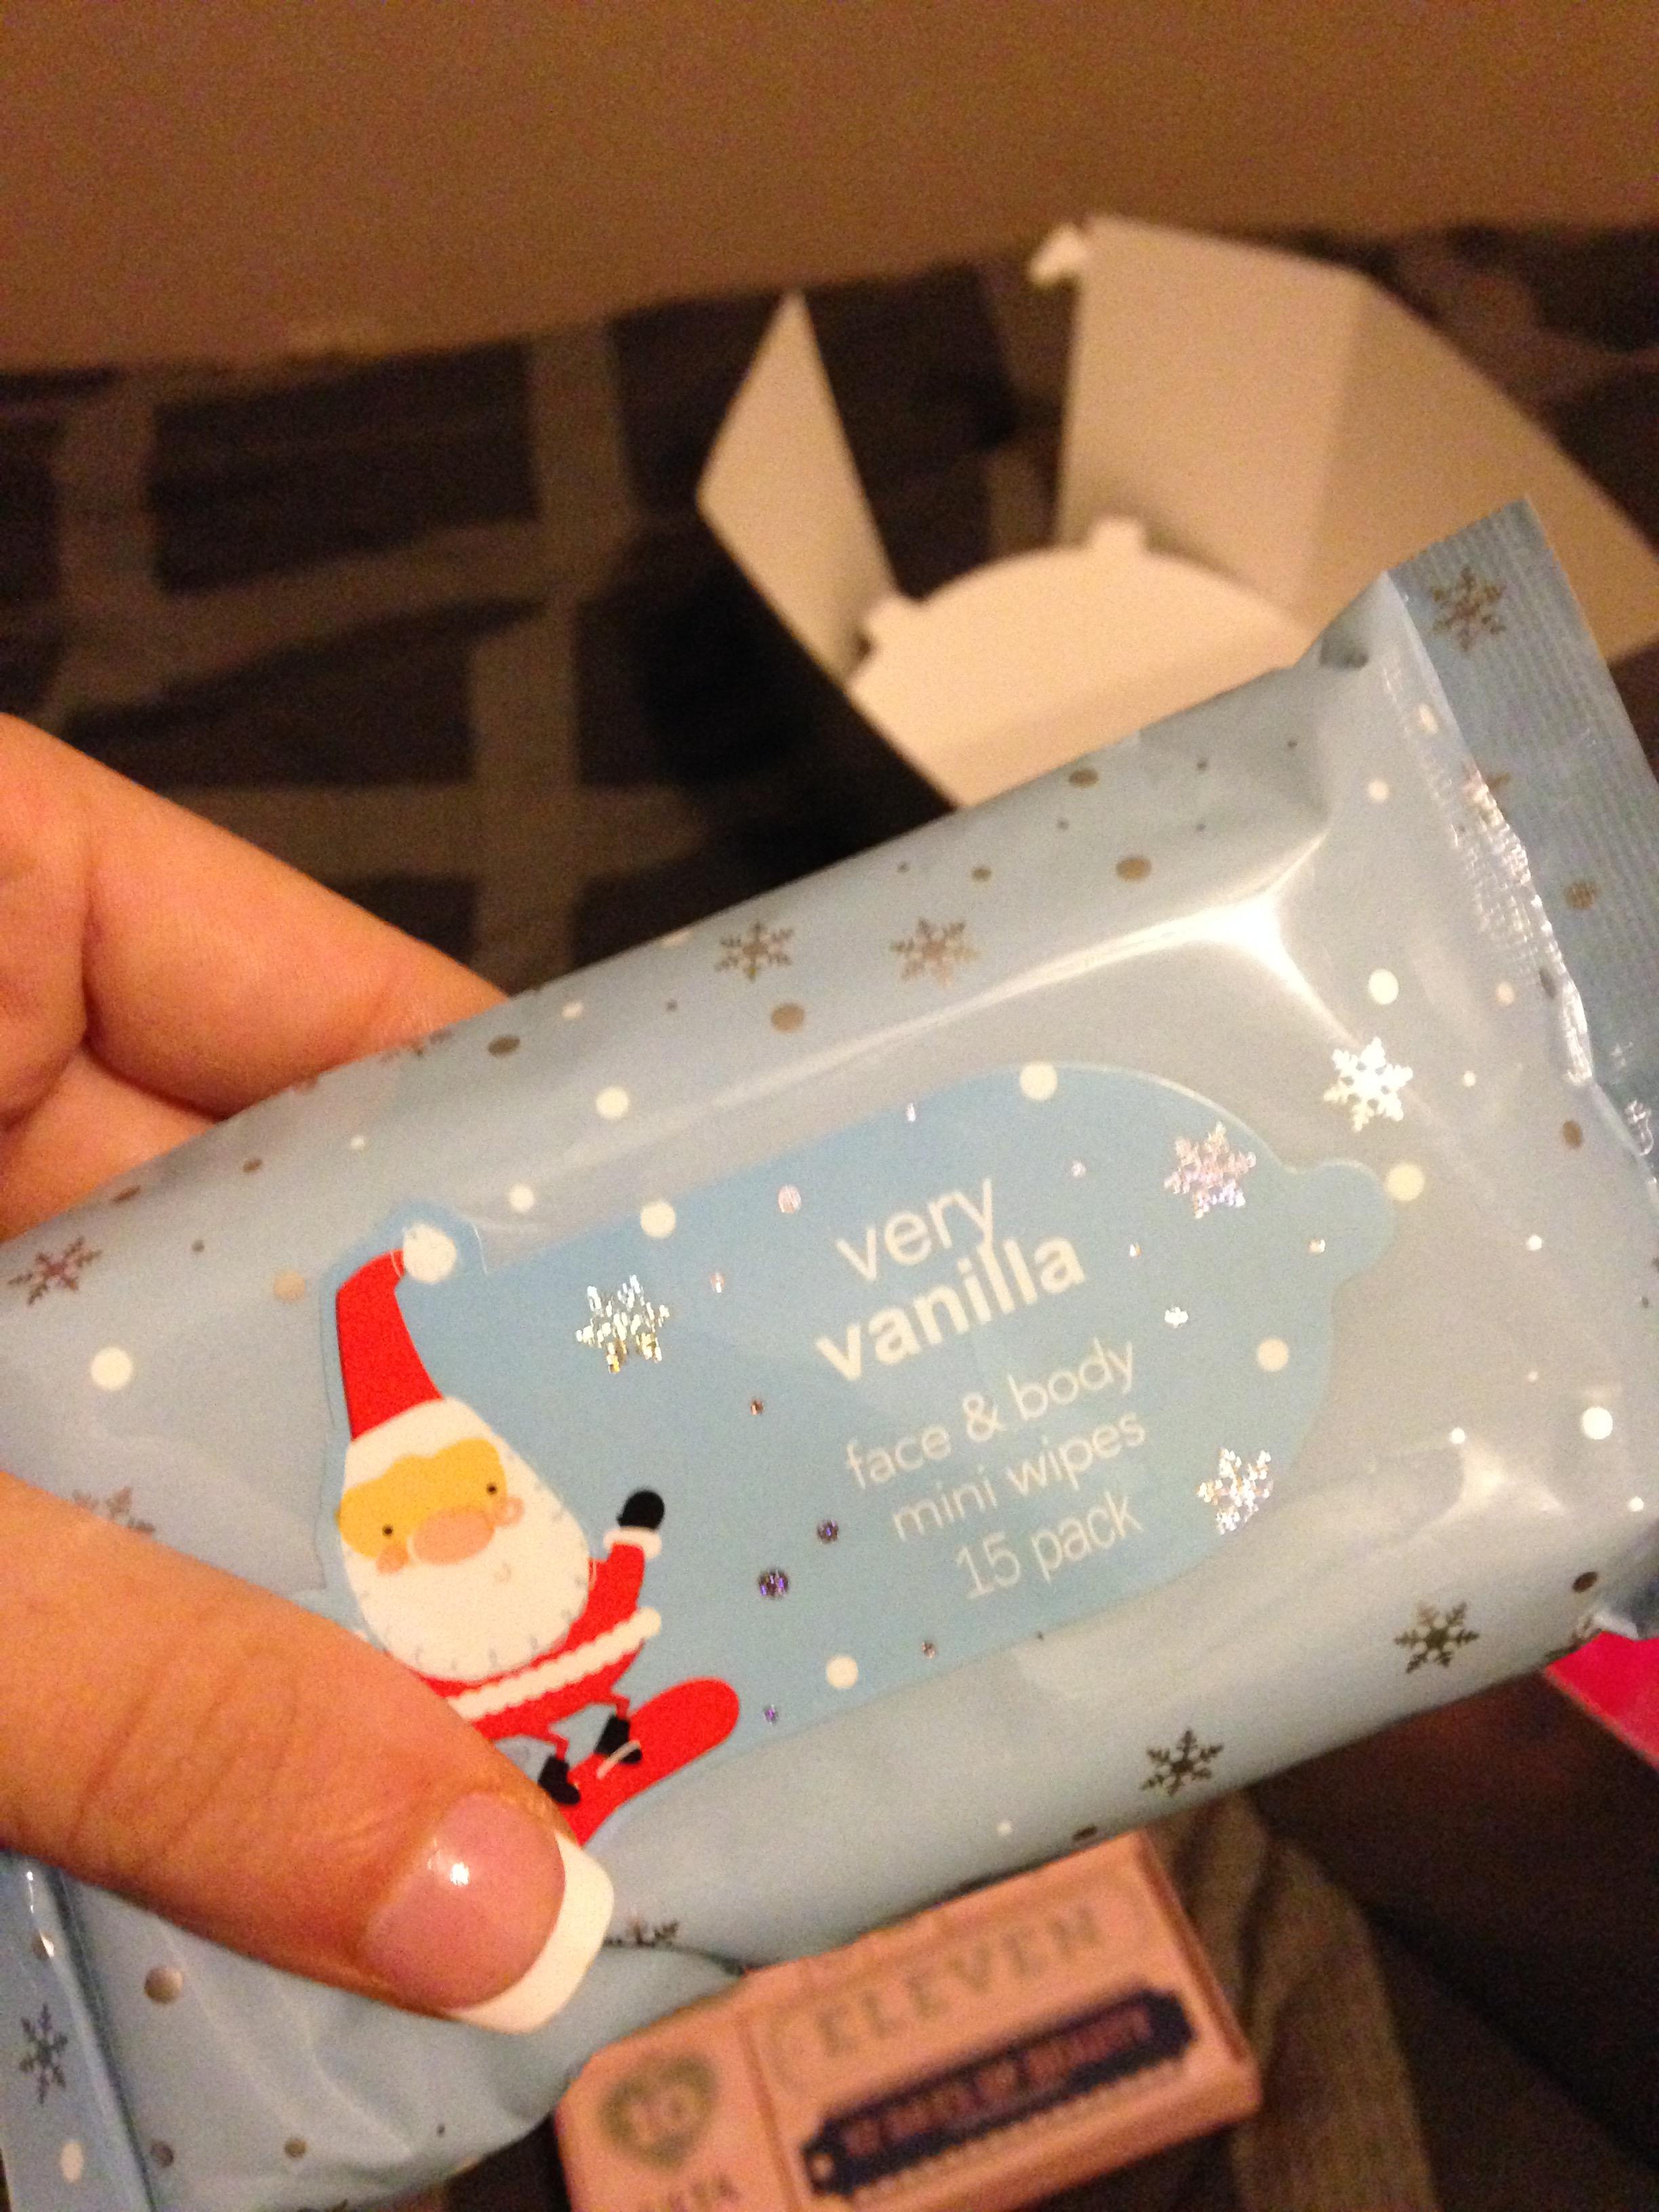 very
vanilla
face & body
mini wipes
15 pack
ELEVEN